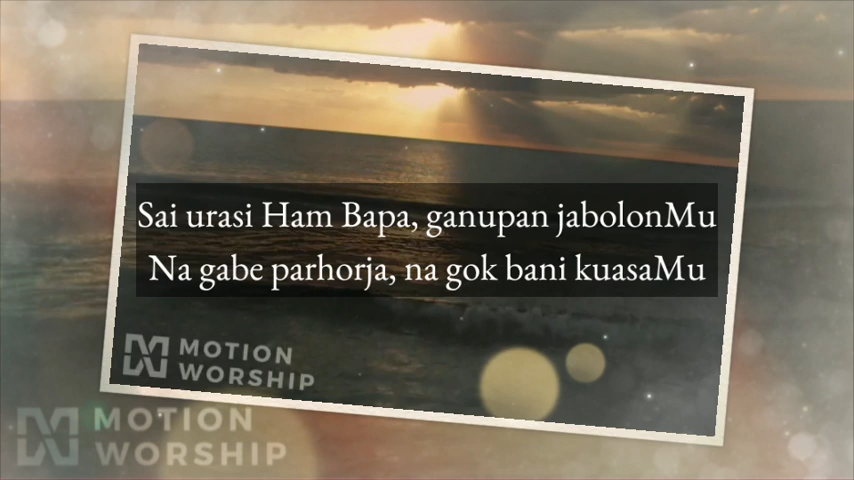 Sai urasi Ham Bapa, ganupan jabolonMu
Na gabe parhorja, na gok bani kuasaMu
MOTION
WORSHIP
MOTION
WORSHIP